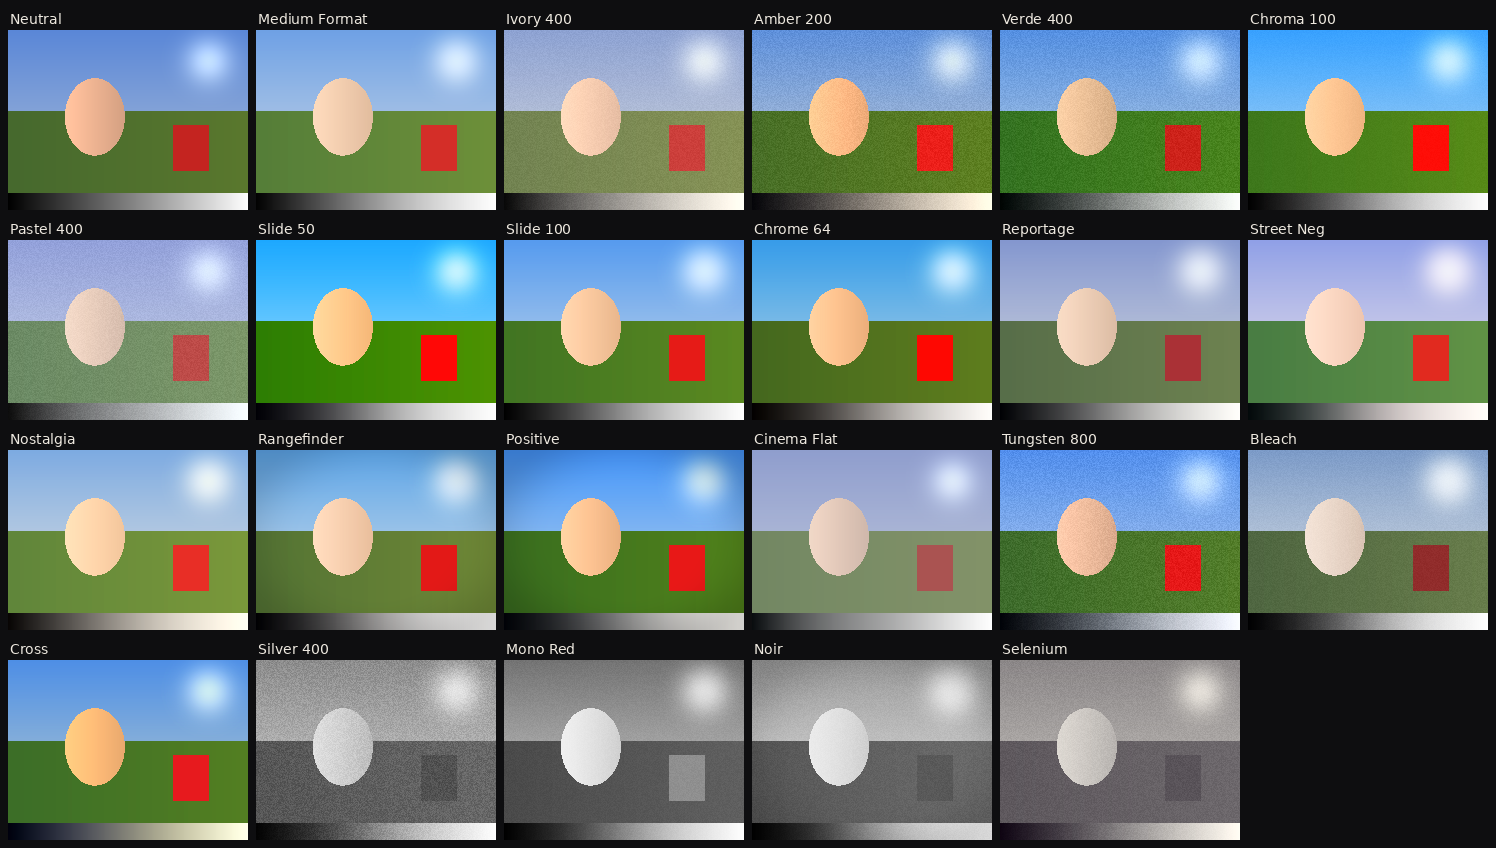 Neutral
Medium Format
Ivory 400
Amber 200
Verde 400
Chroma 100
Pastel 400
Slide 50
Slide 100
Chrome 64
Reportage
Street Neg
Nostalgia
Rangefinder
Positive
Cinema Flat
Tungsten 800
Bleach
Cross
Silver 400
Mono Red
Noir
Selenium